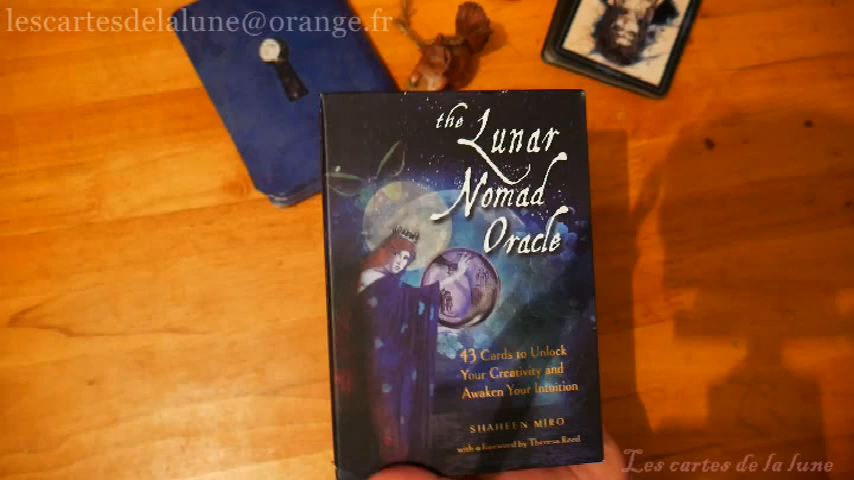 lescartesdelalune@orange.fr
the Lunar
Nomad
Oracle
43 Cards to Unlock
Your Creativity and
Awaken Your Intuition
SHAHEEN MIRO
with a foreword by Theresa Reed
Les cartes de la lune